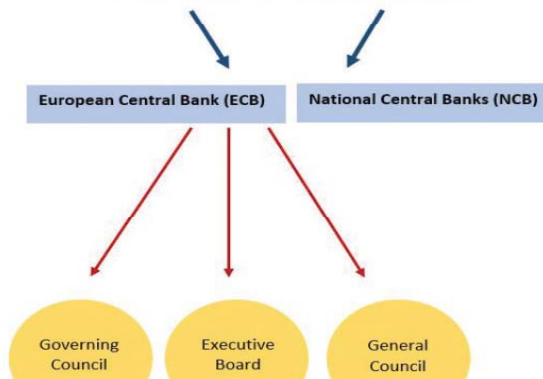 European Central Bank (ECB)
National Central Banks (NCB)
Governing
Council
Executive
Board
General
Council